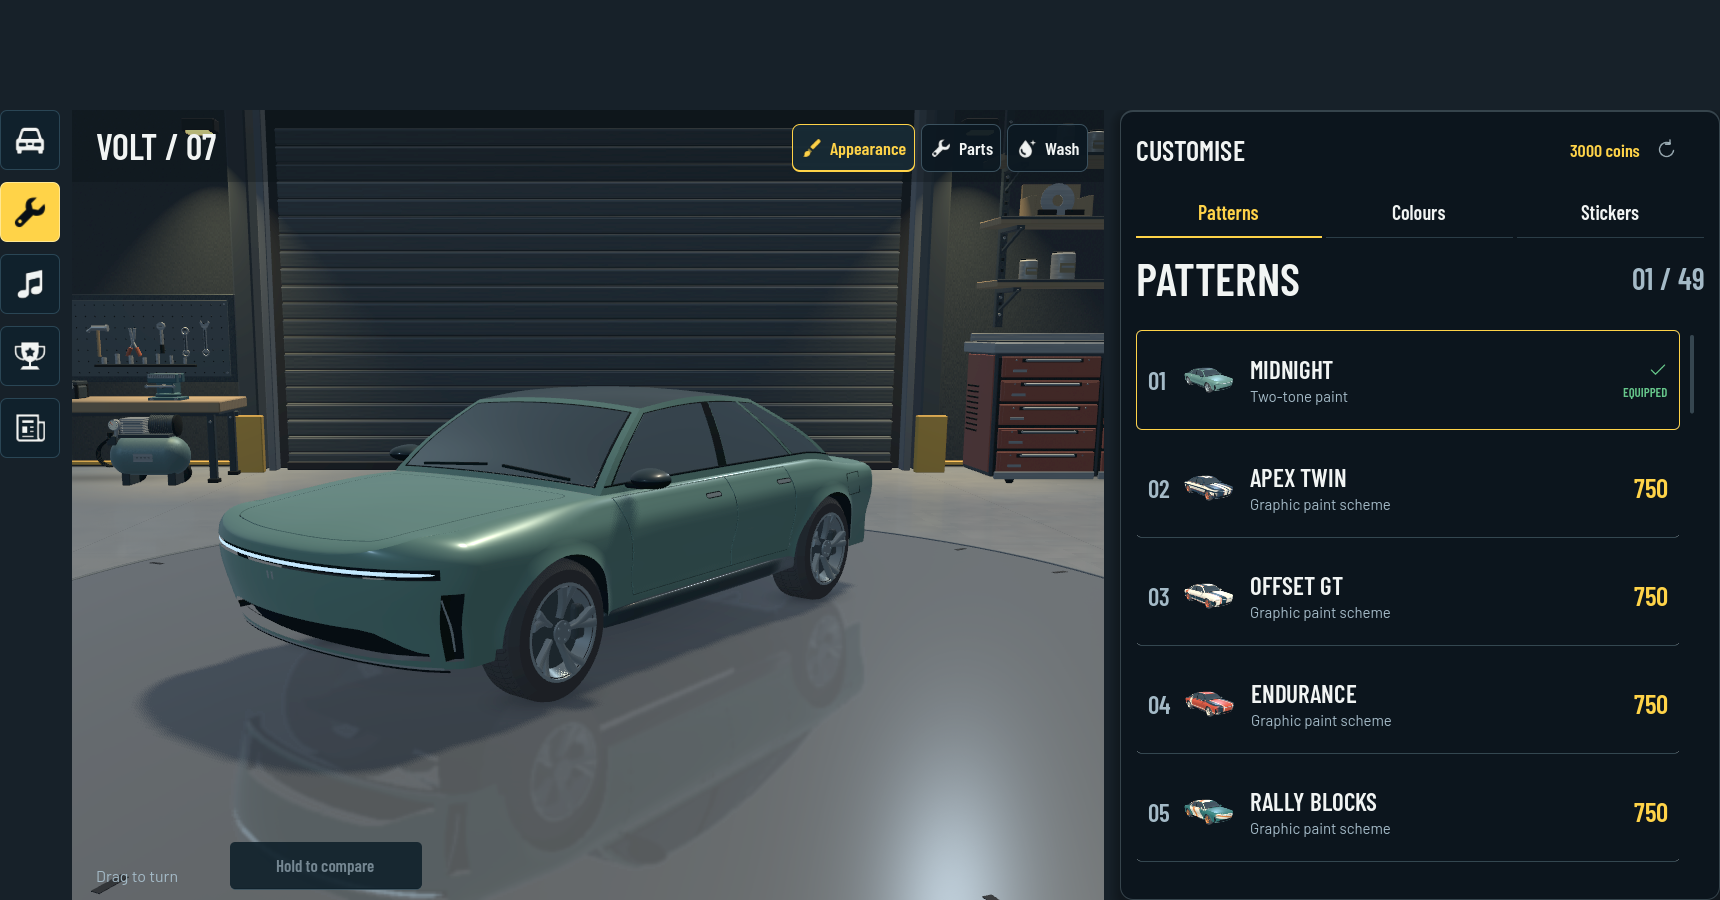 VOLT / 07
Appearance
Parts
Wash
Drag to turn
Hold to compare
CUSTOMISE
3000 coins
Patterns
Colours
Stickers
PATTERNS
01 / 49
01
MIDNIGHT
Two-tone paint
EQUIPPED
02
APEX TWIN
Graphic paint scheme
750
03
OFFSET GT
Graphic paint scheme
750
04
ENDURANCE
Graphic paint scheme
750
05
RALLY BLOCKS
Graphic paint scheme
750